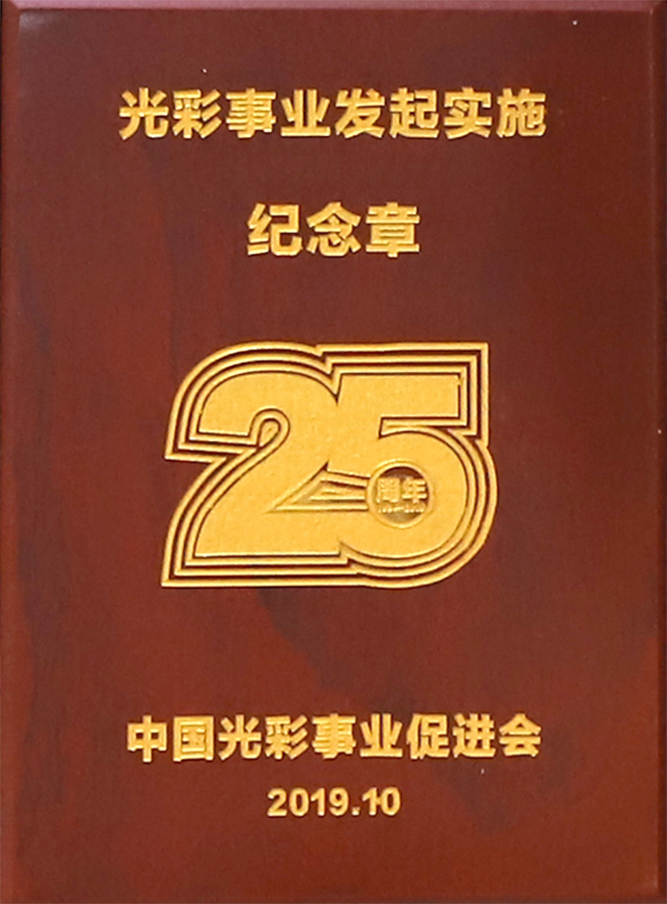 光彩事业发起实施
纪念章
25
周年
中国光彩事业促进会
2019.10